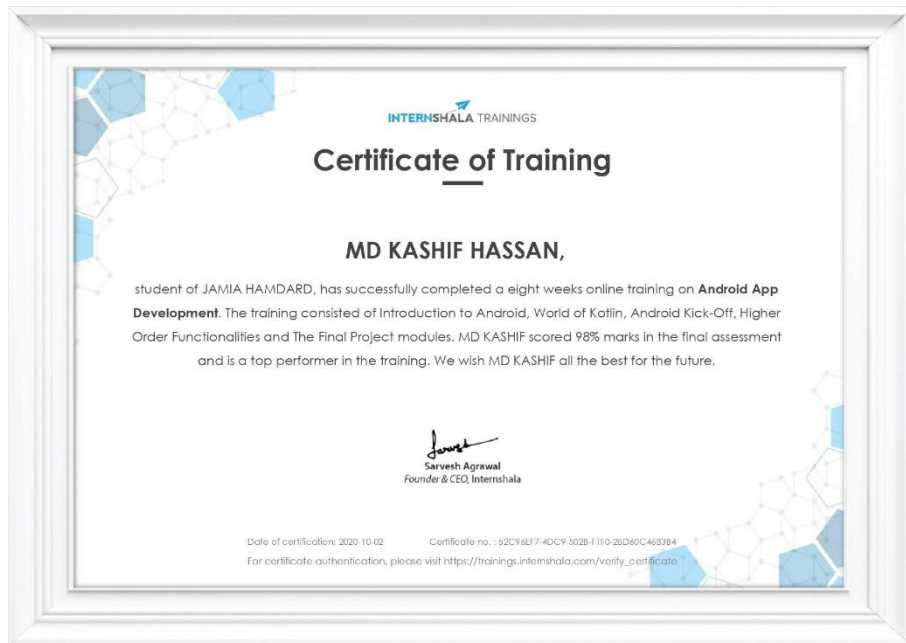 INTERNSHALA TRAININGS
Certificate of Training
MD KASHIF HASSAN,
student of JAMIA HAMDARD, has successfully completed a eight weeks online training on Android App
Development. The training consisted of Introduction to Android, World of Kotlin, Android Kick-Off, Higher
Order Functionalities and The Final Project modules. MD KASHIF scored 98% marks in the final assessment
and is a top performer in the training. We wish MD KASHIF all the best for the future.
Sarvesh
Sarvesh Agrawal
Founder & CEO, Internshala
Date of certification: 2020-10-02 Certificate no. : 52C96EF7-4DC9-502B-F1F0-2BD60C46B3B4
For certificate authentication, please visit https://trainings.internshala.com/verify_certificate